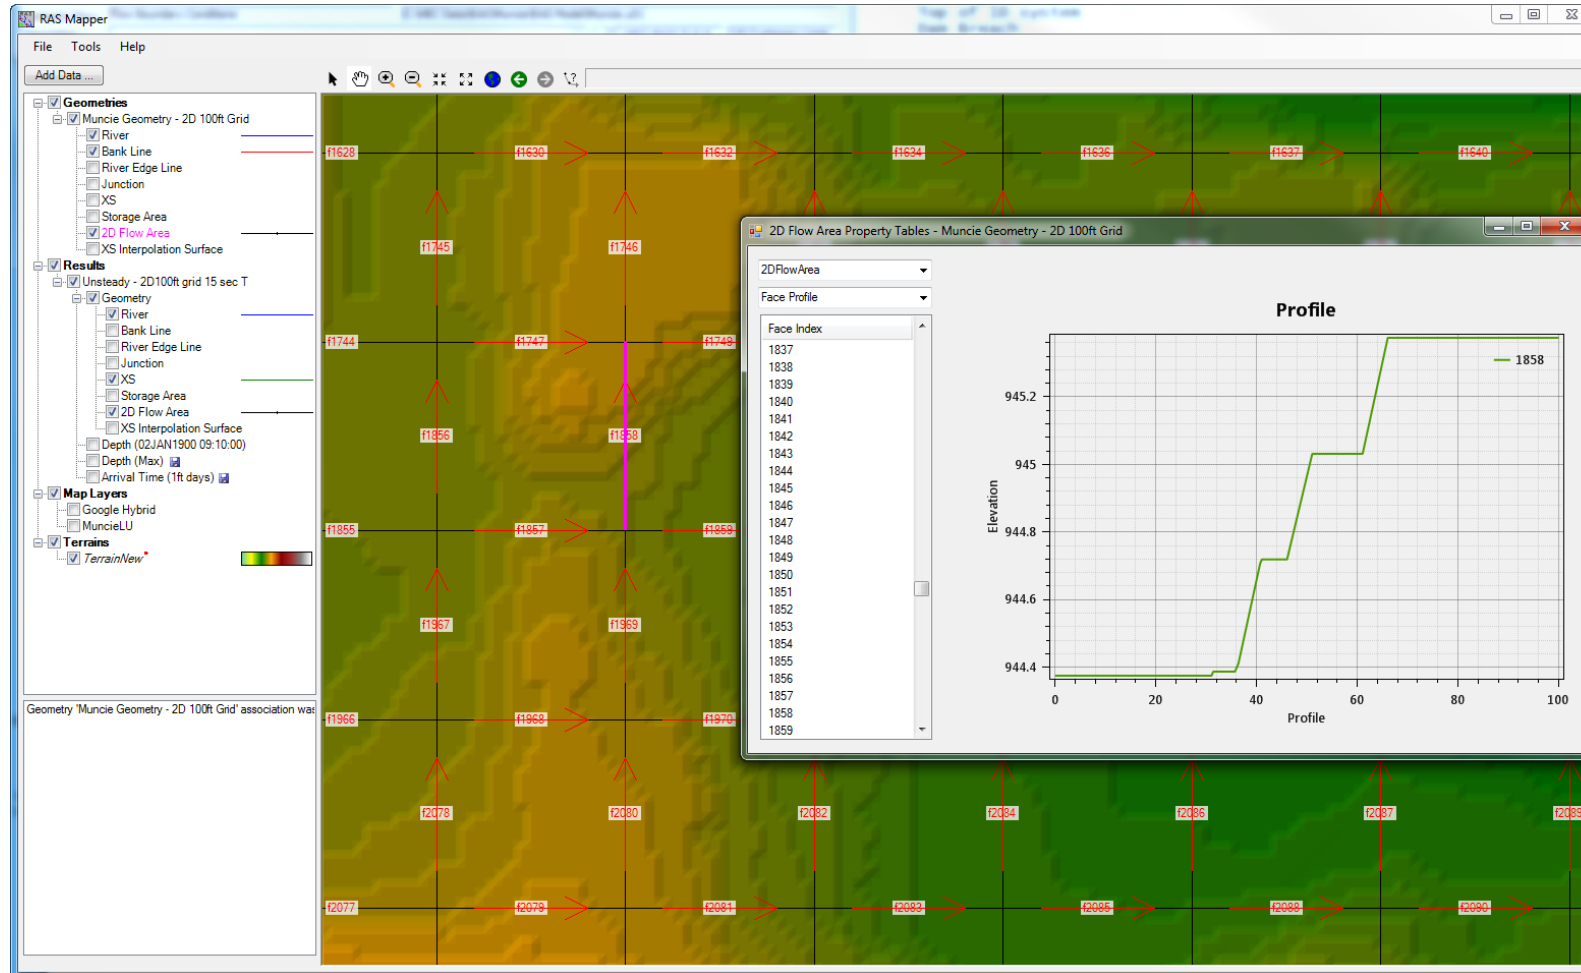 RAS Mapper
Top of 1D system
Dam Breach
File Tools Help
Add Data ...
Geometries
Muncie Geometry - 2D 100ft Grid
River
Bank Line
River Edge Line
Junction
XS
Storage Area
2D Flow Area
XS Interpolation Surface
Results
Unsteady - 2D100ft grid 15 sec T
Geometry
River
Bank Line
River Edge Line
Junction
XS
Storage Area
2D Flow Area
XS Interpolation Surface
Depth (02JAN1900 09:10:00)
Depth (Max)
Arrival Time (1ft days)
Map Layers
Google Hybrid
MuncieLU
Terrains
TerrainNew*
Geometry 'Muncie Geometry - 2D 100ft Grid' association was
f1628 f1630 f1632 f1634 f1636 f1637 f1640
f1745 f1746
f1744 f1747 f1749
f1856 f1858
f1855 f1857 f1859
f1967 f1969
f1966 f1968 f1970
f2078 f2080 f2082 f2084 f2086 f2087 f2089
f2077 f2079 f2081 f2083 f2085 f2088 f2090
2D Flow Area Property Tables - Muncie Geometry - 2D 100ft Grid
2DFlowArea
Face Profile
Face Index
1837
1838
1839
1840
1841
1842
1843
1844
1845
1846
1847
1848
1849
1850
1851
1852
1853
1854
1855
1856
1857
1858
1859
Profile
1858
Elevation
945.2
945
944.8
944.6
944.4
0 20 40 60 80 100
Profile